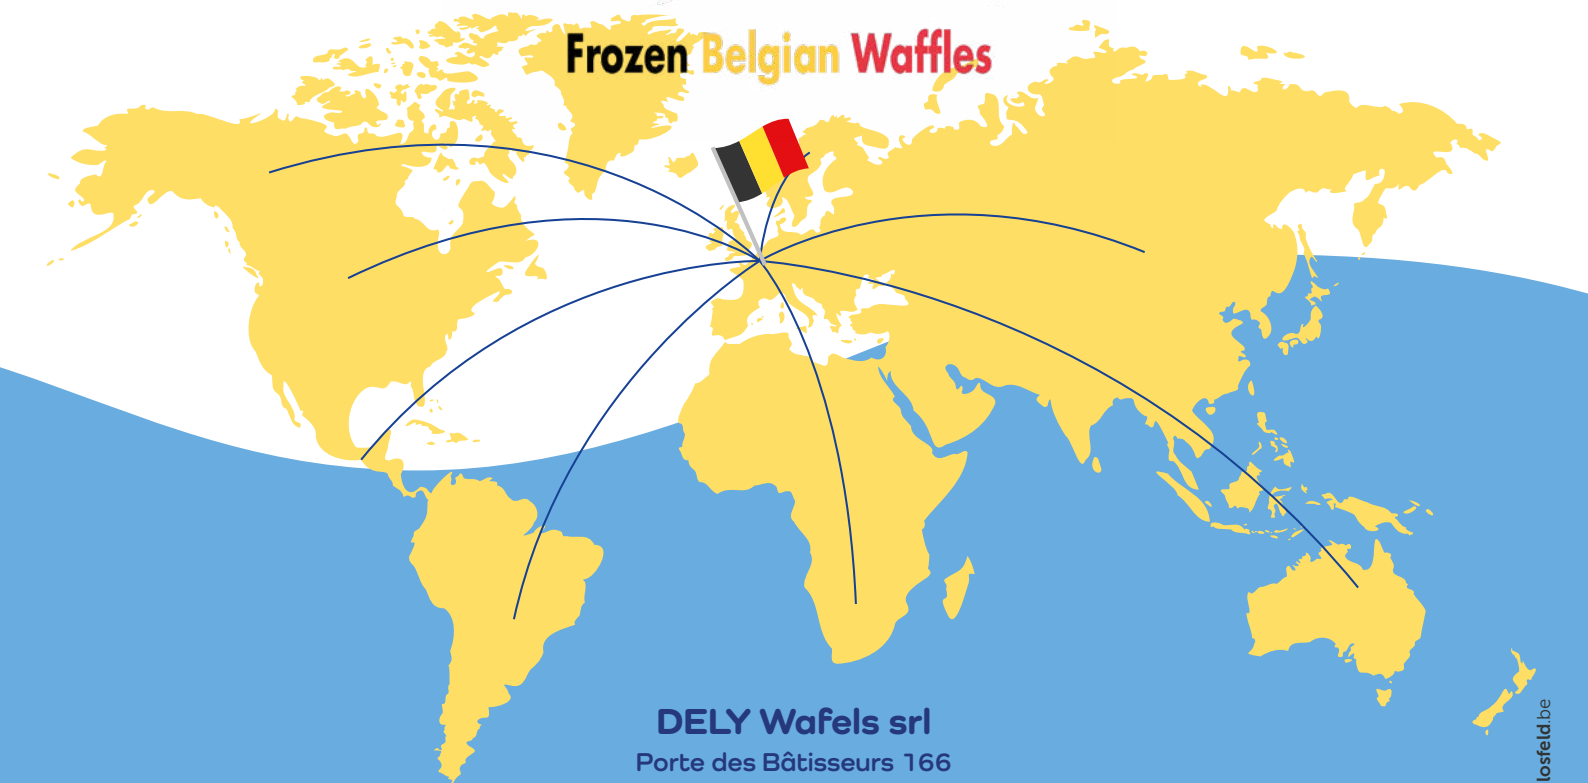 Frozen Belgian Waffles
DELY Wafels srl
Porte des Bâtisseurs 166
losfeld.be